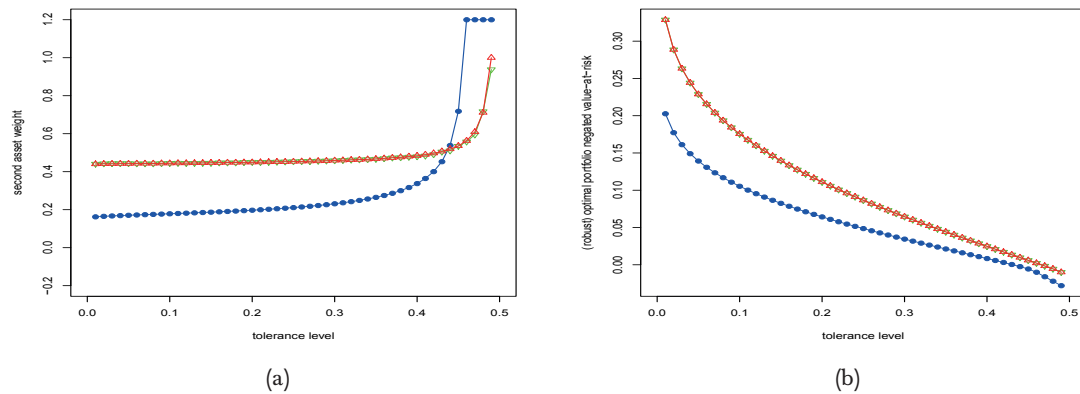 1.2
1.0
0.8
0.6
0.4
0.2
0.0
−0.2
second asset weight
0.0 0.1 0.2 0.3 0.4 0.5
tolerance level
(a)
0.30
0.25
0.20
0.15
0.10
0.05
0.00
(robust) optimal portfolio negated value−at−risk
0.0 0.1 0.2 0.3 0.4 0.5
tolerance level
(b)